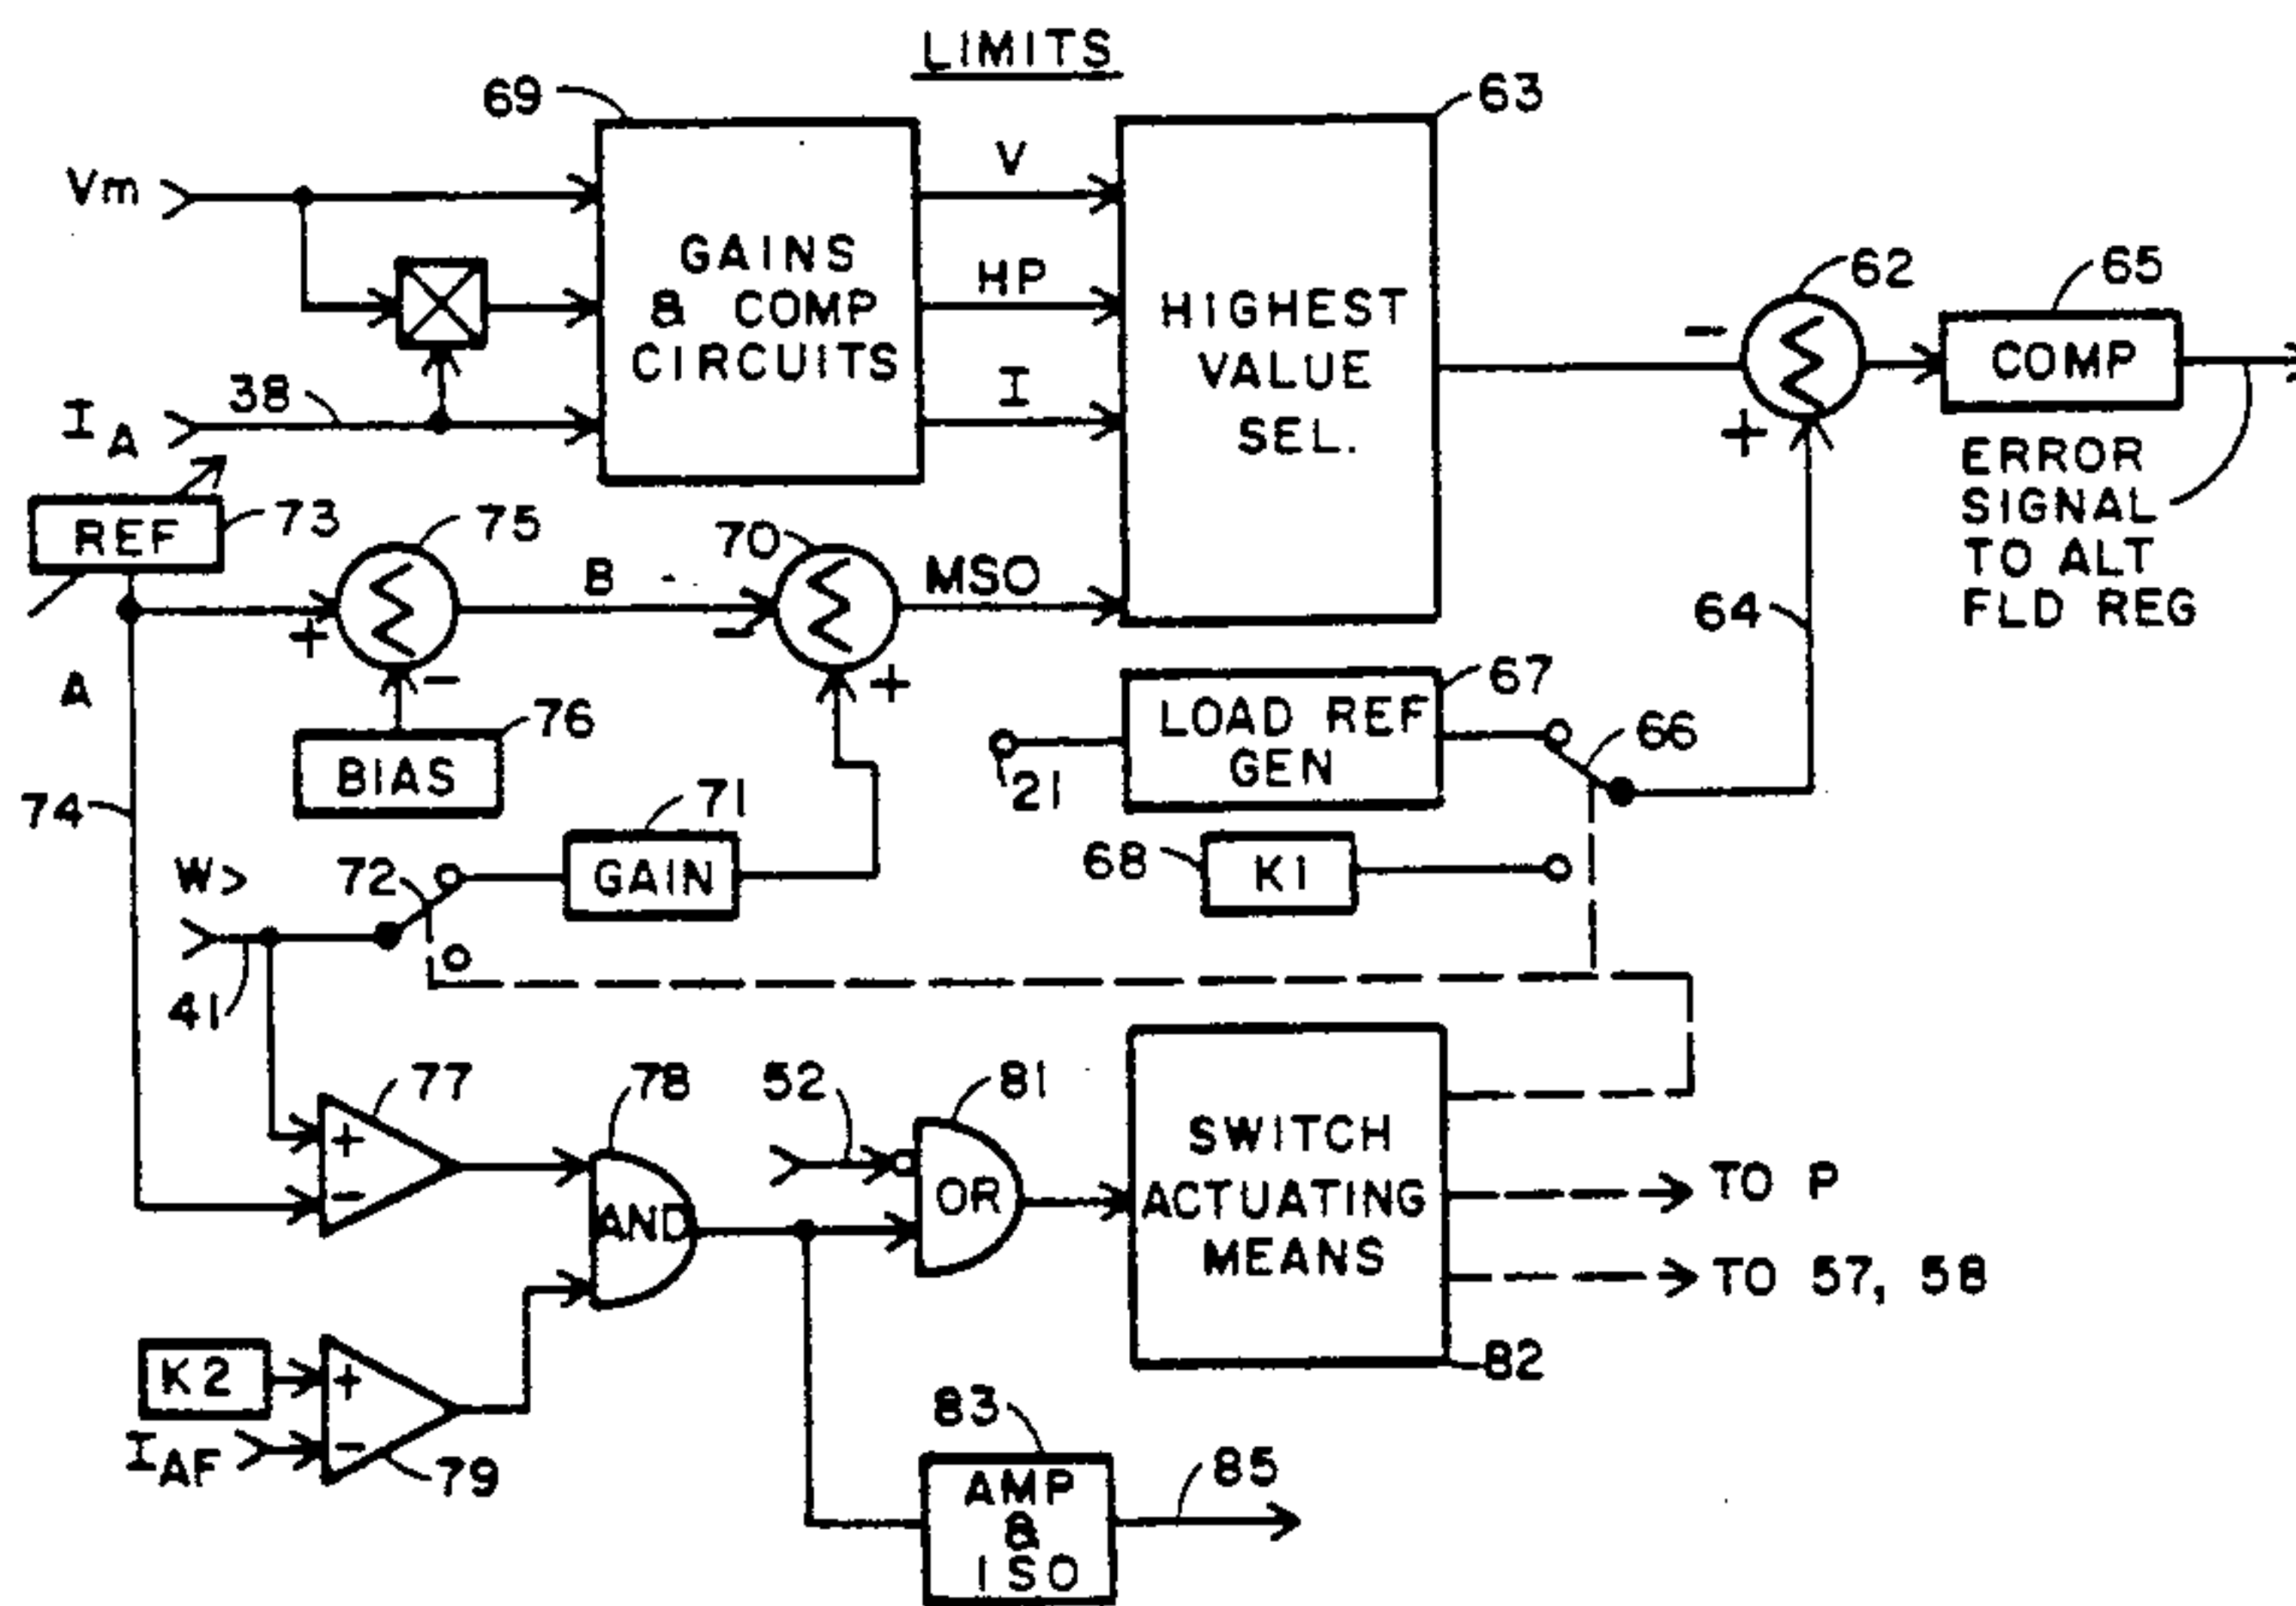 LIMITS
69
63
Vm
V
GAINS
& COMP
CIRCUITS
HP
I
HIGHEST
VALUE
SEL.
62
65
-
+
COMP
ERROR
SIGNAL
TO ALT
FLD REG
IA
38
REF
73
75
70
B
MSO
+
-
-
+
64
A
BIAS
76
74
LOAD REF
GEN
67
66
21
71
GAIN
72
W>
68
K1
41
77
+
-
78
AND
52
81
OR
SWITCH
ACTUATING
MEANS
TO P
TO 57, 58
82
K2
+
-
IAF
79
83
AMP
&
ISO
85